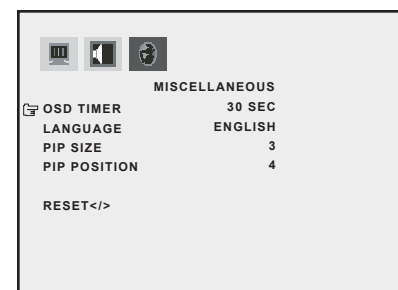 MISCELLANEOUS
OSD TIMER 30 SEC
LANGUAGE ENGLISH
PIP SIZE 3
PIP POSITION 4
RESET</>